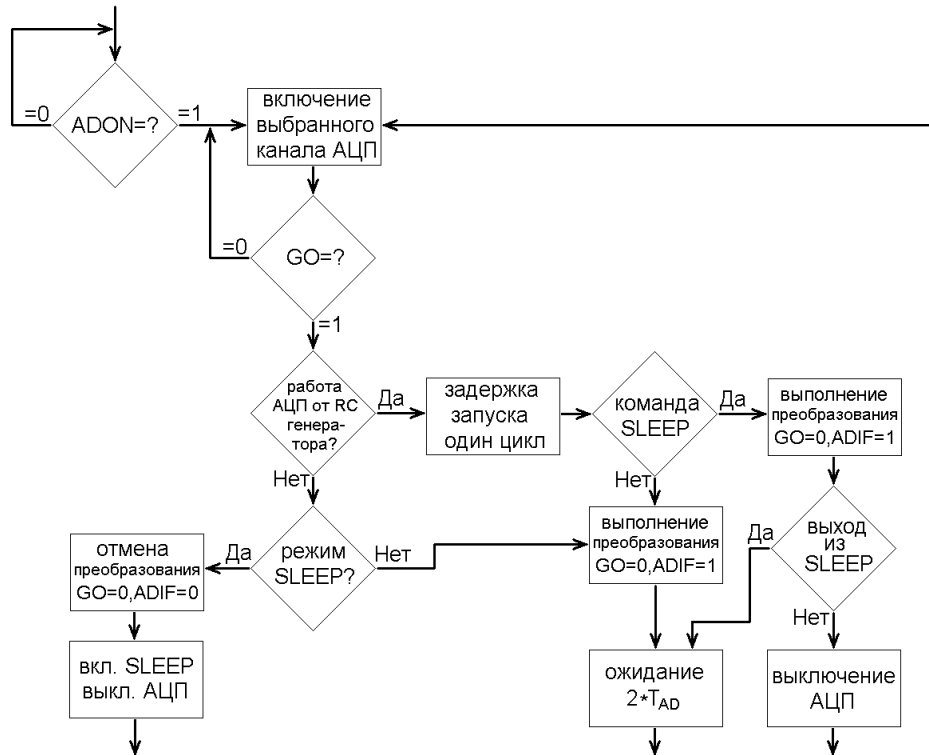 =0
ADON=?
=1
включение
выбранного
канала АЦП
=0
GO=?
=1
работа
АЦП от RC
генера-
тора?
Да
Нет
задержка
запуска
один цикл
команда
SLEEP
Да
Нет
выполнение
преобразования
GO=0,ADIF=1
отмена
преобразования
GO=0,ADIF=0
Да
режим
SLEEP?
Нет
выполнение
преобразования
GO=0,ADIF=1
Да
выход
из
SLEEP
Нет
вкл. SLEEP
выкл. АЦП
ожидание
2*TAD
выключение
АЦП